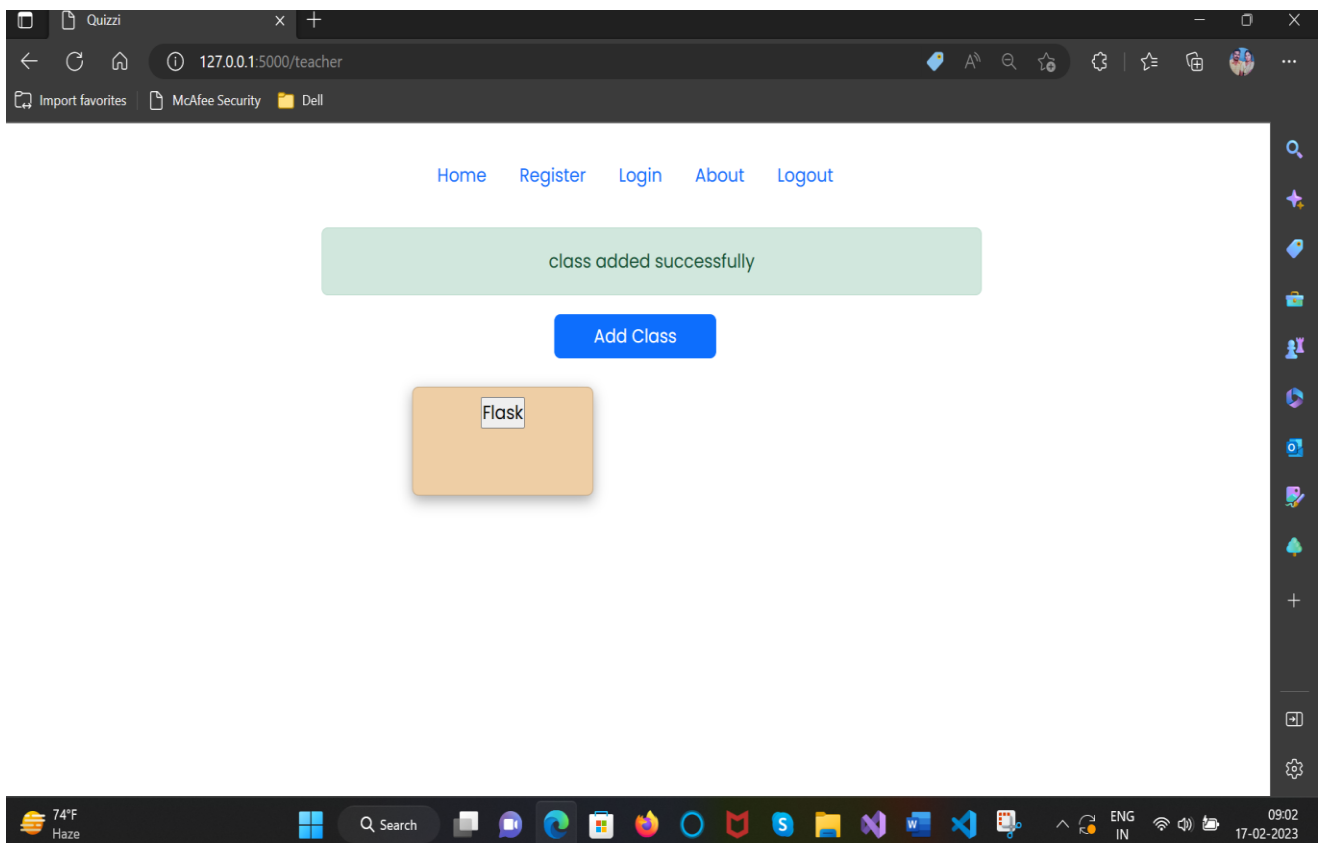 Quizzi
127.0.0.1:5000/teacher
Import favorites McAfee Security Dell
Home Register Login About Logout
class added successfully
Add Class
Flask
74°F
Haze
Search
ENG
IN
09:02
17-02-2023